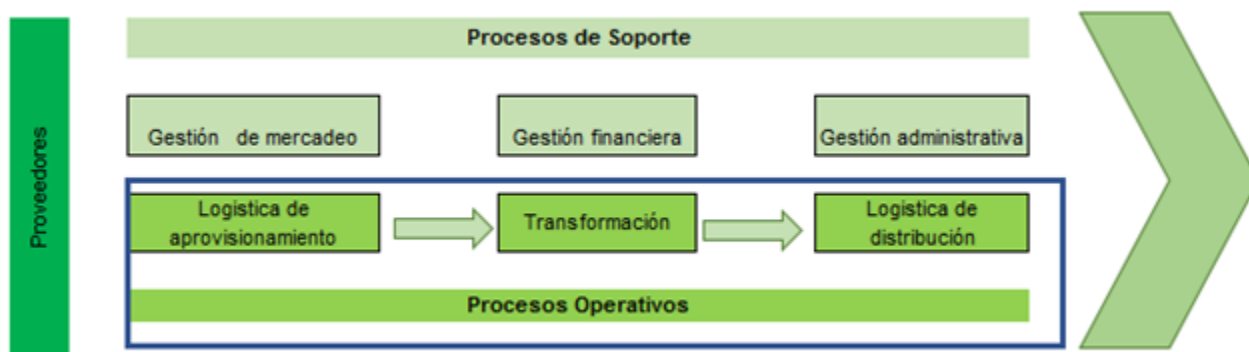 Proveedores
Procesos de Soporte
Gestión de mercadeo
Gestión financiera
Gestión administrativa
Logistica de
aprovisionamiento
Transformación
Logistica de
distribución
Procesos Operativos